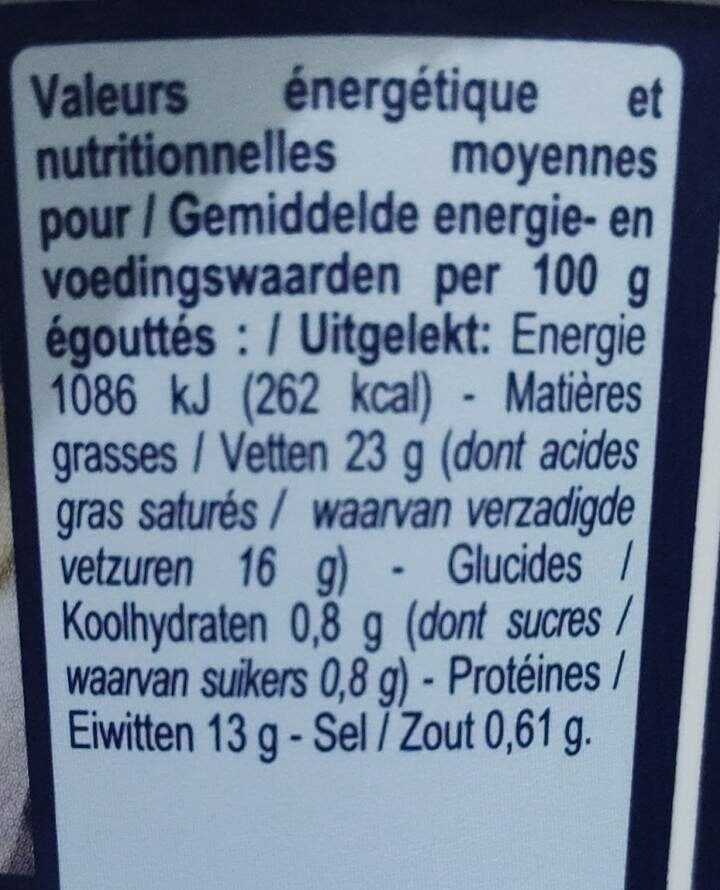 Valeurs énergétique et
nutritionnelles moyennes
pour / Gemiddelde energie- en
voedingswaarden per 100 g
égouttés : / Uitgelekt: Energie
1086 kJ (262 kcal) - Matières
grasses / Vetten 23 g (dont acides
gras saturés / waarvan verzadigde
vetzuren 16 g) - Glucides /
Koolhydraten 0,8 g (dont sucres /
waarvan suikers 0,8 g) - Protéines /
Eiwitten 13 g - Sel / Zout 0,61 g.